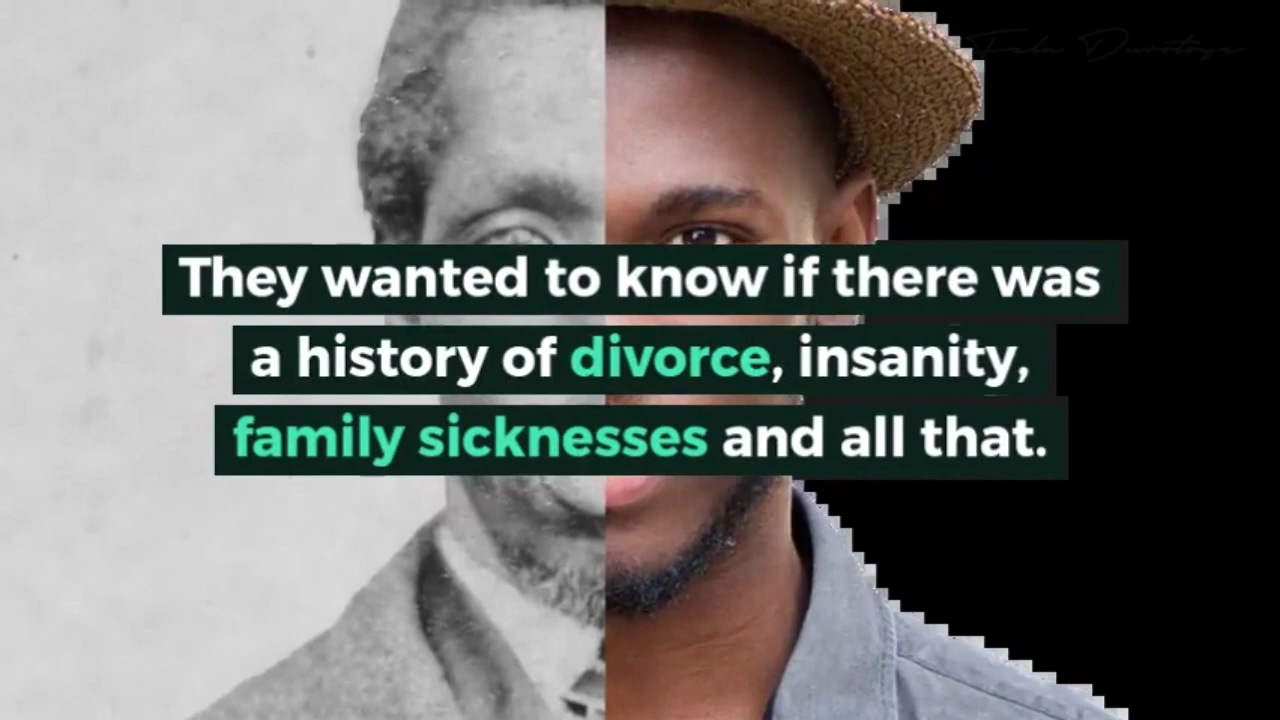 They wanted to know if there was
a history of divorce, insanity,
family sicknesses and all that.